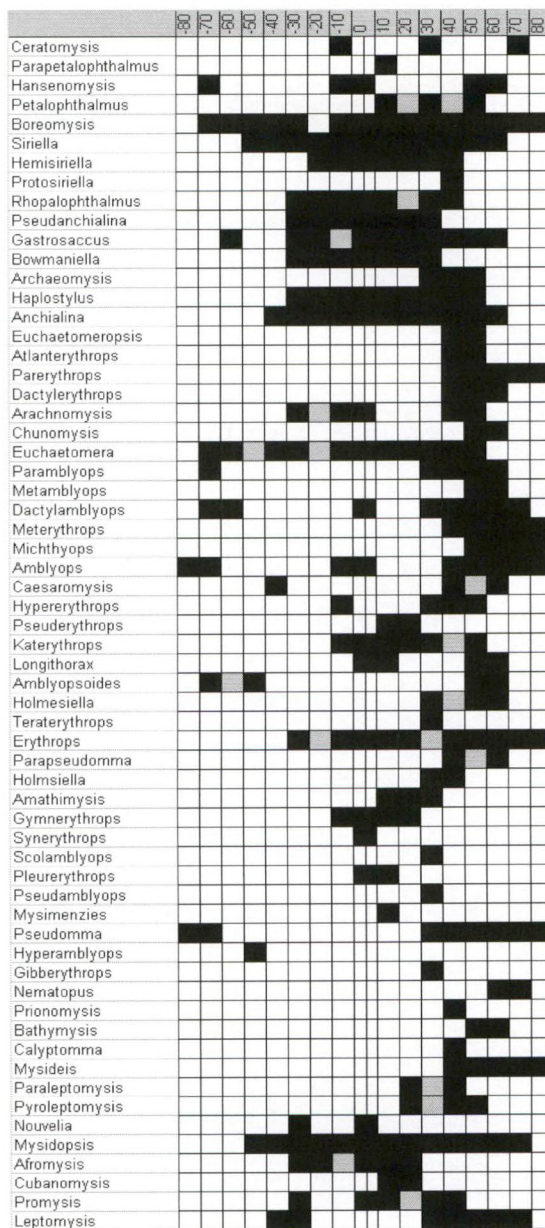 -80 -70 -60 -50 -40 -30 -20 -10 0 10 20 30 40 50 60 70 80
Ceratomysis
Parapetalophthalmus
Hansenomysis
Petalophthalmus
Boreomysis
Siriella
Hemisiriella
Protosiriella
Rhopalophthalmus
Pseudanchialina
Gastrosaccus
Bowmaniella
Archaeomysis
Haplostylus
Anchialina
Euchaetomeropsis
Atlanterythrops
Parerythrops
Dactylerythrops
Arachnomysis
Chunomysis
Euchaetomera
Paramblyops
Metamblyops
Dactylamblyops
Meterythrops
Michthyops
Amblyops
Caesaromysis
Hypererythrops
Pseuderythrops
Katerythrops
Longithorax
Amblyopsoides
Holmesiella
Teraterythrops
Erythrops
Parapseudomma
Holmsiella
Amathimysis
Gymnerythrops
Synerythrops
Scolamblyops
Pleurerythrops
Pseudamblyops
Mysimenzies
Pseudomma
Hyperamblyops
Gibberythrops
Nematopus
Prionomysis
Bathymysis
Calyptomma
Mysideis
Paraleptomysis
Pyroleptomysis
Nouvelia
Mysidopsis
Afromysis
Cubanomysis
Promysis
Leptomysis